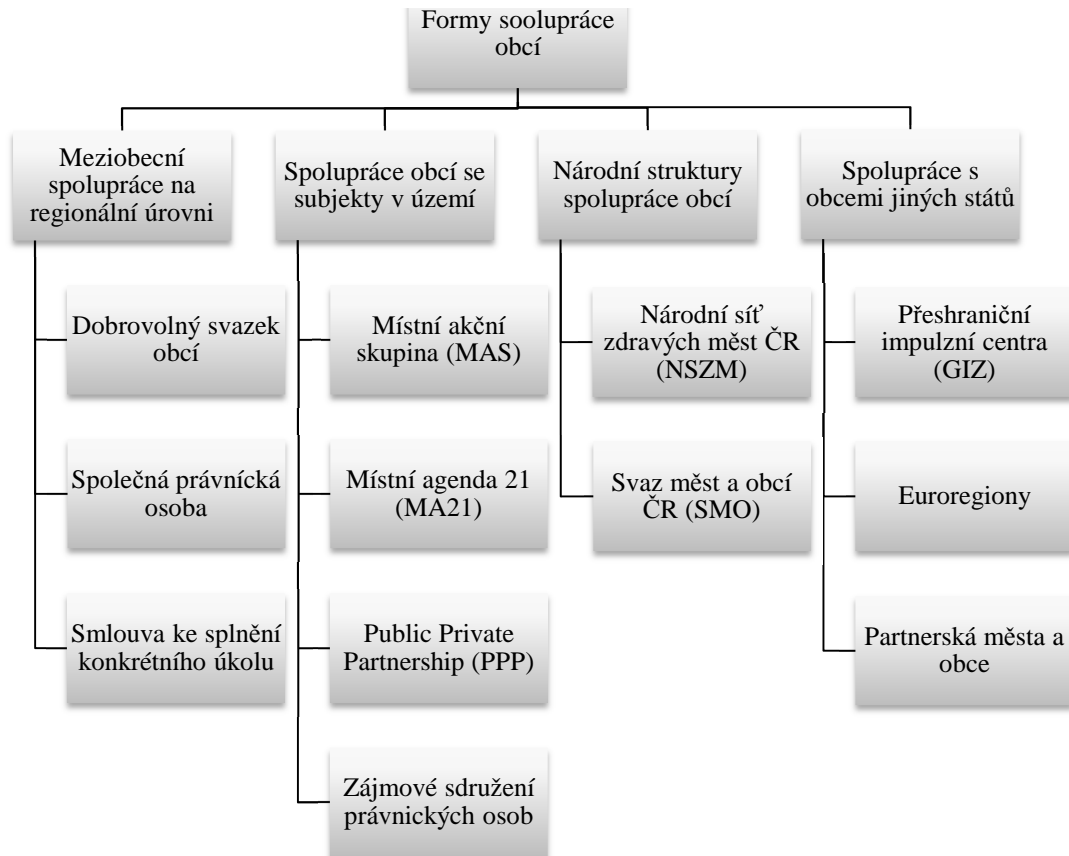 Formy soolupráce
obcí
Meziobecní
spolupráce na
regionální úrovni
Dobrovolný svazek
obcí
Společná právnícká
osoba
Smlouva ke splnění
konkrétního úkolu
Spolupráce obcí se
subjekty v území
Místní akční
skupina (MAS)
Místní agenda 21
(MA21)
Public Private
Partnership (PPP)
Zájmové sdružení
právnických osob
Národní struktury
spolupráce obcí
Národní síť
zdravých měst ČR
(NSZM)
Svaz měst a obcí
ČR (SMO)
Spolupráce s
obcemi jiných států
Přeshraniční
impulzní centra
(GIZ)
Euroregiony
Partnerská města a
obce